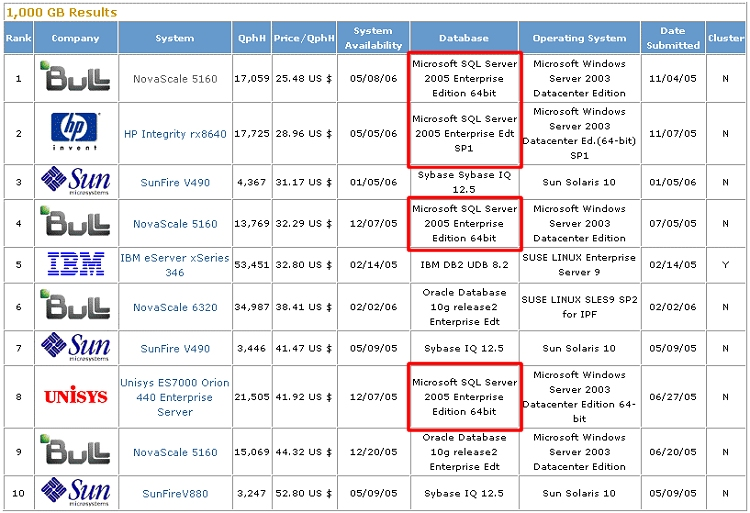 1,000 GB Results
Rank Company System QphH Price/QphH System Availability Database Operating System Date Submitted Cluster
1 Bull NovaScale 5160 17,059 25.48 US $ 05/08/06 Microsoft SQL Server 2005 Enterprise Edition 64bit Microsoft Windows Server 2003 Datacenter Edition 11/04/05 N
2 hp invent HP Integrity rx8640 17,725 28.96 US $ 05/05/06 Microsoft SQL Server 2005 Enterprise Edt SP1 Microsoft Windows Server 2003 Datacenter Ed.(64-bit) SP1 11/07/05 N
3 Sun microsystems SunFire V490 4,367 31.17 US $ 01/05/06 Sybase Sybase IQ 12.5 Sun Solaris 10 01/05/06 N
4 Bull NovaScale 5160 13,769 32.29 US $ 12/07/05 Microsoft SQL Server 2005 Enterprise Edition 64bit Microsoft Windows Server 2003 Datacenter Edition 07/05/05 N
5 IBM IBM eServer xSeries 346 53,451 32.80 US $ 02/14/05 IBM DB2 UDB 8.2 SUSE LINUX Enterprise Server 9 02/14/05 Y
6 Bull NovaScale 6320 34,987 38.41 US $ 02/02/06 Oracle Database 10g release2 Enterprise Edt SUSE LINUX SLES9 SP2 for IPF 02/02/06 N
7 Sun microsystems SunFire V490 3,446 41.47 US $ 05/09/05 Sybase IQ 12.5 Sun Solaris 10 05/09/05 N
8 UNISYS Unisys ES7000 Orion 440 Enterprise Server 21,505 41.92 US $ 12/07/05 Microsoft SQL Server 2005 Enterprise Edition 64bit Microsoft Windows Server 2003 Datacenter Edition 64-bit 06/27/05 N
9 Bull NovaScale 5160 15,069 44.32 US $ 12/20/05 Oracle Database 10g release2 Enterprise Edt Microsoft Windows Server 2003 Datacenter Edition 06/20/05 N
10 Sun microsystems SunFireV880 3,247 52.80 US $ 05/09/05 Sybase IQ 12.5 Sun Solaris 10 05/09/05 N